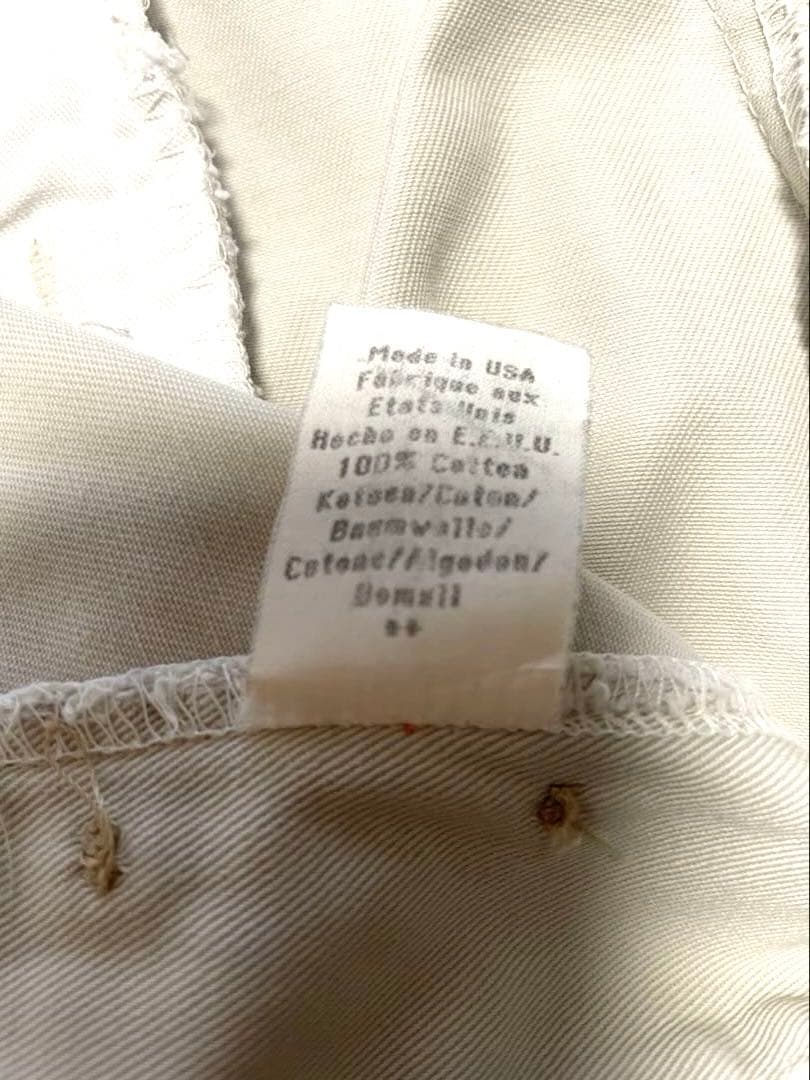 Made in USA
Fabrique aux
Etats Unis
Hecho en E.E.U.U.
100% Cotton
Katoen/Coton/
Baumwolle/
Cotone//Algodon/
Bomull